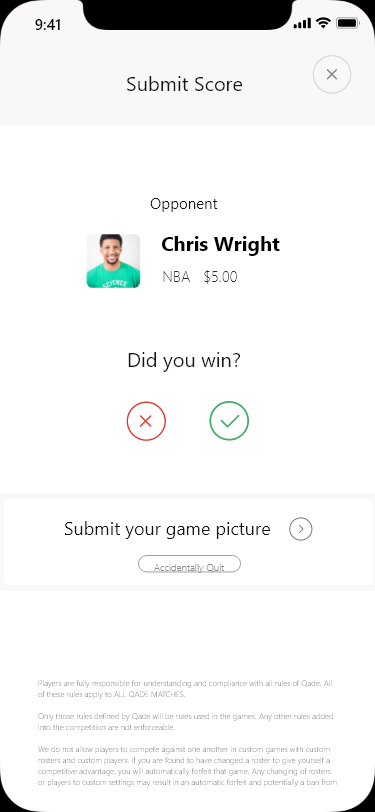 9:41
Submit Score
Opponent
Chris Wright
NBA $5.00
SCIENCE
Did you win?
Submit your game picture
Accidentally Quit
Players are fully responsible for understanding and compliance with all rules of Qade. All
of these rules apply to ALL QADE MATCHES.
Only those rules defined by Qade will be rules used in the games. Any other rules added
into the competition are not enforceable.
We do not allow players to compete against one another in custom games with custom
rosters and custom players. If you are found to have changed a roster to give yourself a
competitive advantage, you will automatically forfeit that game. Any changing of rosters
or players to custom settings may result in an automatic forfeit and potentially a ban from